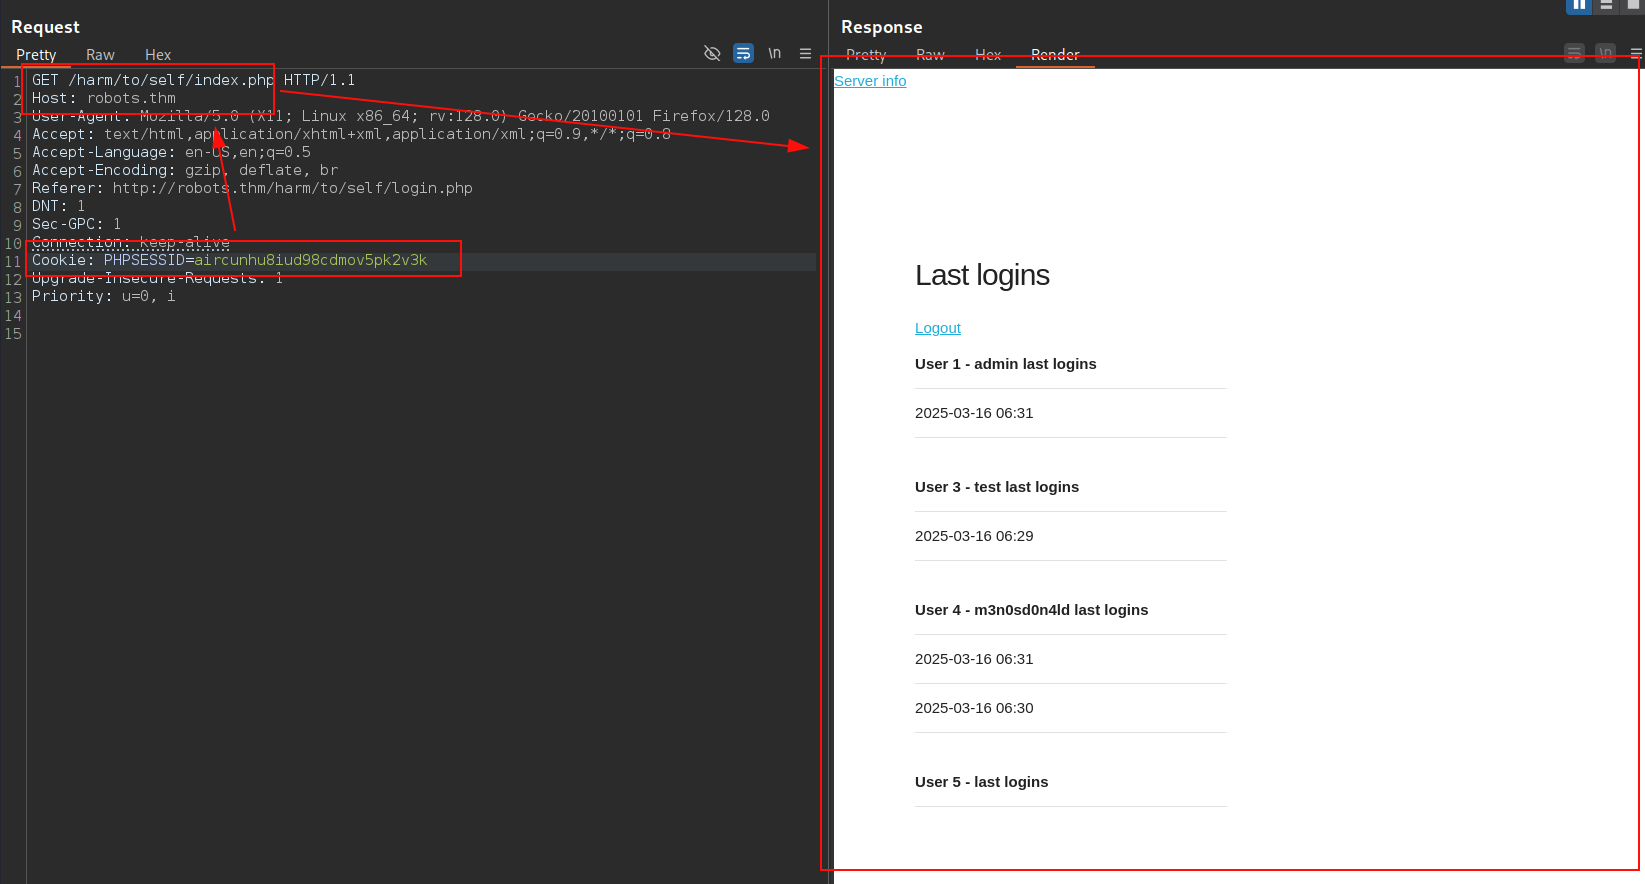 Request
Pretty Raw Hex \n
1 GET /harm/to/self/index.php HTTP/1.1
2 Host: robots.thm
3 User-Agent: Mozilla/5.0 (X11; Linux x86_64; rv:128.0) Gecko/20100101 Firefox/128.0
4 Accept: text/html,application/xhtml+xml,application/xml;q=0.9,*/*;q=0.8
5 Accept-Language: en-US,en;q=0.5
6 Accept-Encoding: gzip, deflate, br
7 Referer: http://robots.thm/harm/to/self/login.php
8 DNT: 1
9 Sec-GPC: 1
10 Connection: keep-alive
11 Cookie: PHPSESSID=aircunhu8iud98cdmov5pk2v3k
12 Upgrade-Insecure-Requests: 1
13 Priority: u=0, i
14
15
Response
Pretty Raw Hex Render \n
Server info
Last logins
Logout
User 1 - admin last logins
2025-03-16 06:31
User 3 - test last logins
2025-03-16 06:29
User 4 - m3n0sd0n4ld last logins
2025-03-16 06:31
2025-03-16 06:30
User 5 - last logins